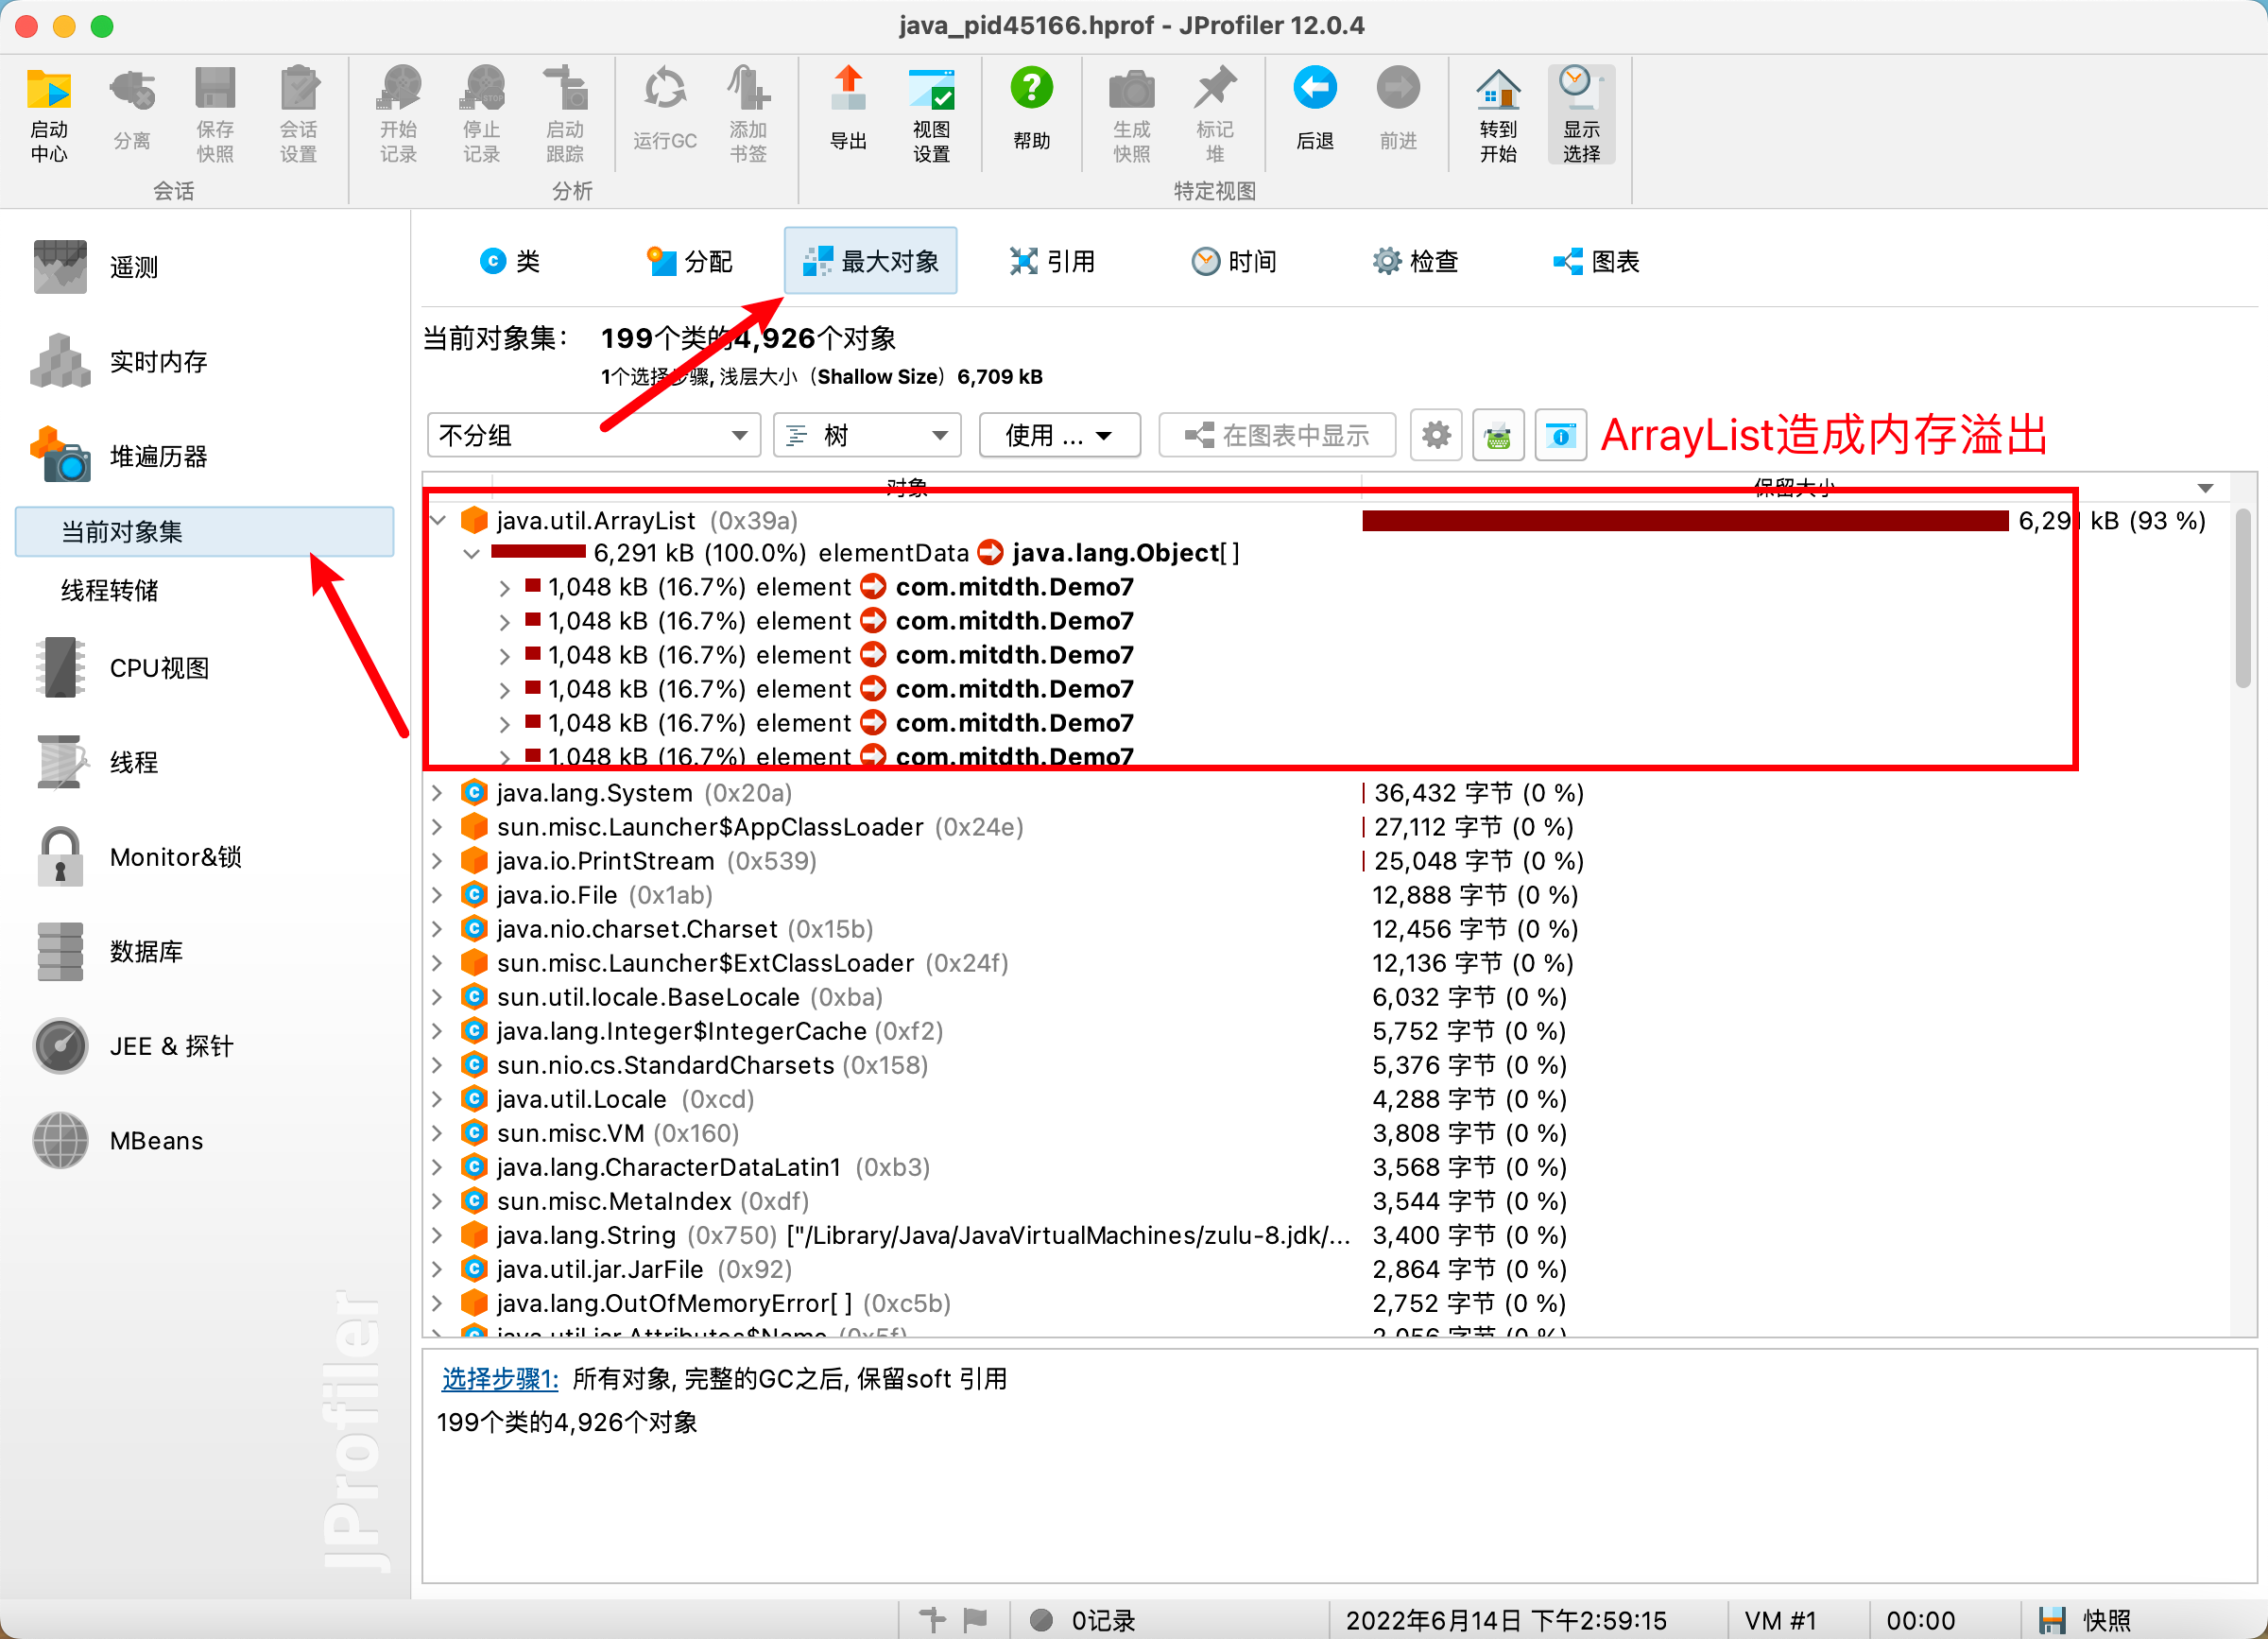 java_pid45166.hprof - JProfiler 12.0.4
启动中心
分离
保存快照
会话设置
开始记录
停止记录
启动跟踪
运行GC
添加书签
导出
视图设置
帮助
生成快照
标记堆
后退
前进
转到开始
显示选择
会话
分析
特定视图
遥测
实时内存
堆遍历器
当前对象集
线程转储
CPU视图
线程
Monitor&锁
数据库
JEE & 探针
MBeans
JProfiler
类
分配
最大对象
引用
时间
检查
图表
当前对象集： 199个类的4,926个对象
1个选择步骤, 浅层大小（Shallow Size）6,709 kB
不分组
树
使用 ...
在图表中显示
ArrayList造成内存溢出
对象 保留大小
java.util.ArrayList (0x39a) 6,291 kB (93 %)
6,291 kB (100.0%) elementData java.lang.Object[ ]
1,048 kB (16.7%) element com.mitdth.Demo7
1,048 kB (16.7%) element com.mitdth.Demo7
1,048 kB (16.7%) element com.mitdth.Demo7
1,048 kB (16.7%) element com.mitdth.Demo7
1,048 kB (16.7%) element com.mitdth.Demo7
1,048 kB (16.7%) element com.mitdth.Demo7
java.lang.System (0x20a) 36,432 字节 (0 %)
sun.misc.Launcher$AppClassLoader (0x24e) 27,112 字节 (0 %)
java.io.PrintStream (0x539) 25,048 字节 (0 %)
java.io.File (0x1ab) 12,888 字节 (0 %)
java.nio.charset.Charset (0x15b) 12,456 字节 (0 %)
sun.misc.Launcher$ExtClassLoader (0x24f) 12,136 字节 (0 %)
sun.util.locale.BaseLocale (0xba) 6,032 字节 (0 %)
java.lang.Integer$IntegerCache (0xf2) 5,752 字节 (0 %)
sun.nio.cs.StandardCharsets (0x158) 5,376 字节 (0 %)
java.util.Locale (0xcd) 4,288 字节 (0 %)
sun.misc.VM (0x160) 3,808 字节 (0 %)
java.lang.CharacterDataLatin1 (0xb3) 3,568 字节 (0 %)
sun.misc.MetaIndex (0xdf) 3,544 字节 (0 %)
java.lang.String (0x750) ["/Library/Java/JavaVirtualMachines/zulu-8.jdk/... 3,400 字节 (0 %)
java.util.jar.JarFile (0x92) 2,864 字节 (0 %)
java.lang.OutOfMemoryError[ ] (0xc5b) 2,752 字节 (0 %)
java.util.jar.Attributes$Name (0x5f) 2,056 字节 (0 %)
选择步骤1: 所有对象, 完整的GC之后, 保留soft 引用
199个类的4,926个对象
0记录
2022年6月14日 下午2:59:15
VM #1
00:00
快照